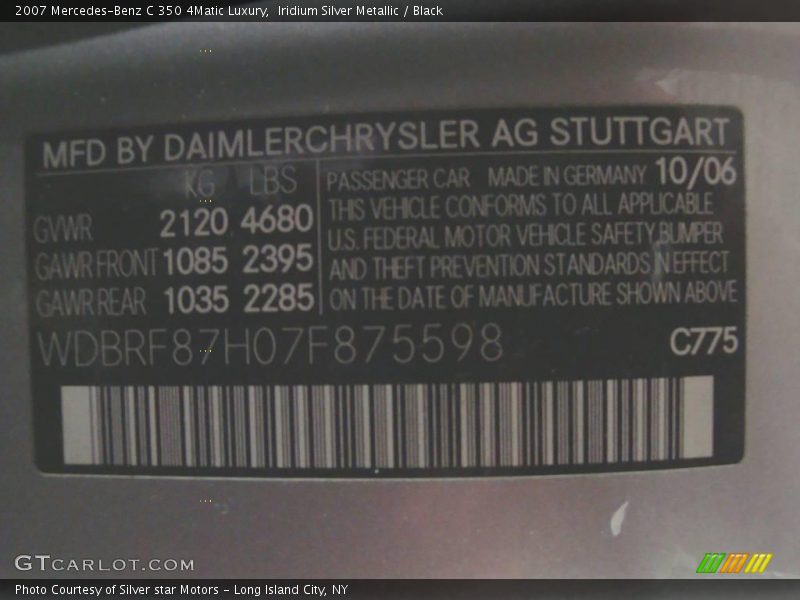 2007 Mercedes-Benz C 350 4Matic Luxury, Iridium Silver Metallic / Black
MFD BY DAIMLERCHRYSLER AG STUTTGART
KG LBS
GVWR 2120 4680
GAWR FRONT 1085 2395
GAWR REAR 1035 2285
PASSENGER CAR MADE IN GERMANY 10/06
THIS VEHICLE CONFORMS TO ALL APPLICABLE
U.S. FEDERAL MOTOR VEHICLE SAFETY, BUMPER
AND THEFT PREVENTION STANDARDS IN EFFECT
ON THE DATE OF MANUFACTURE SHOWN ABOVE
WDBRF87H07F875598 C775
GTCARLOT.COM
Photo Courtesy of Silver star Motors - Long Island City, NY